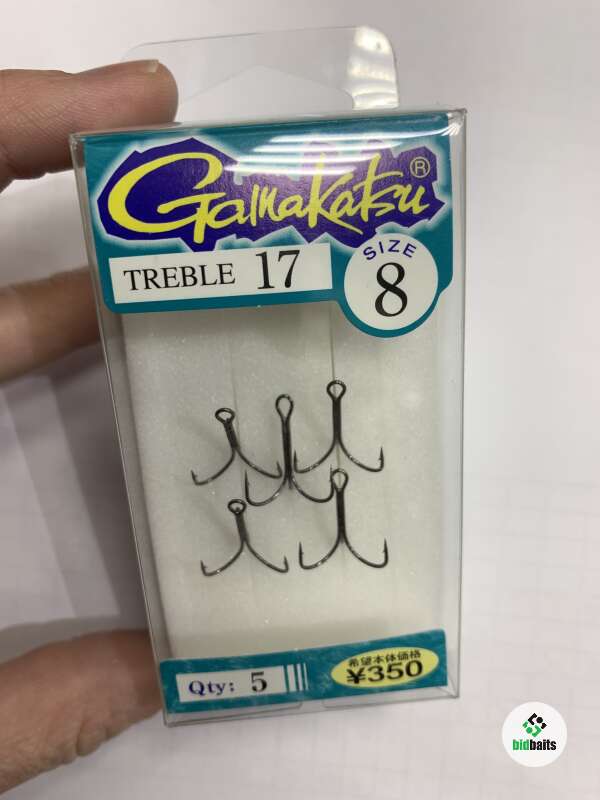 Gamakatsu®
TREBLE 17
SIZE
8
Qty: 5
希望本体価格
¥350
bidbaits